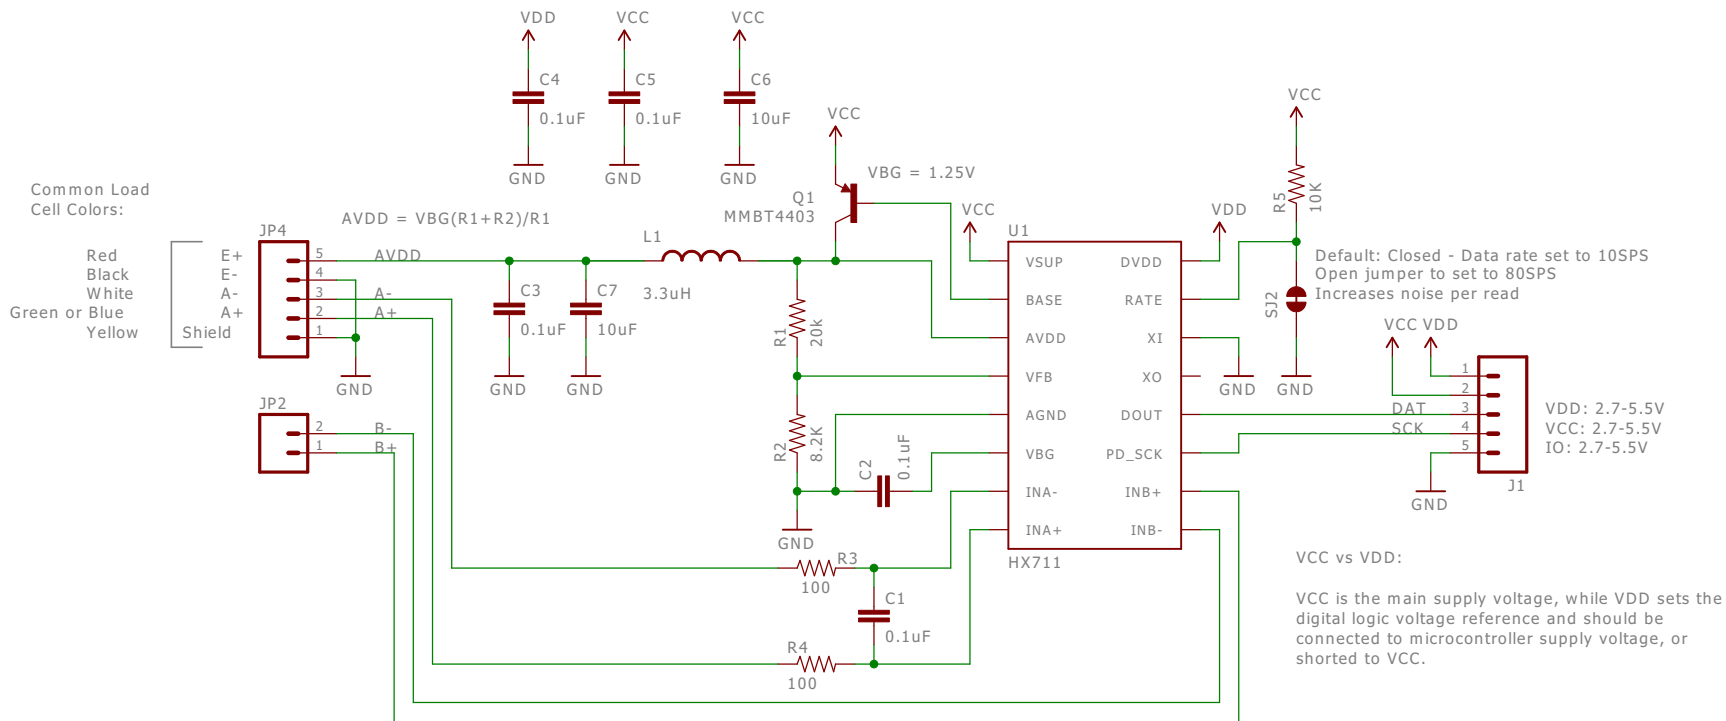 VDD
VCC
VCC
C4
0.1uF
GND
C5
0.1uF
GND
C6
10uF
GND
VCC
VBG = 1.25V
Q1
MMBT4403
Common Load
Cell Colors:
AVDD = VBG(R1+R2)/R1
JP4
Red E+ 5 AVDD
Black E- 4
White A- 3 A-
Green or Blue A+ 2 A+
Yellow Shield 1
GND
L1
3.3uH
C3
0.1uF
GND
C7
10uF
GND
R1
20k
R2
8.2K
GND
C2
0.1uF
JP2
2 B-
1 B+
R3
100
C1
0.1uF
R4
100
VCC
U1
VDD
VSUP DVDD
BASE RATE
AVDD XI
VFB XO
AGND DOUT
VBG PD_SCK
INA- INB+
INA+ INB-
HX711
GND
VCC
R5
10K
SJ2
GND
Default: Closed - Data rate set to 10SPS
Open jumper to set to 80SPS
Increases noise per read
VCC VDD
1
2
DAT 3
SCK 4
5
GND
J1
VDD: 2.7-5.5V
VCC: 2.7-5.5V
IO: 2.7-5.5V
VCC vs VDD:
VCC is the main supply voltage, while VDD sets the
digital logic voltage reference and should be
connected to microcontroller supply voltage, or
shorted to VCC.